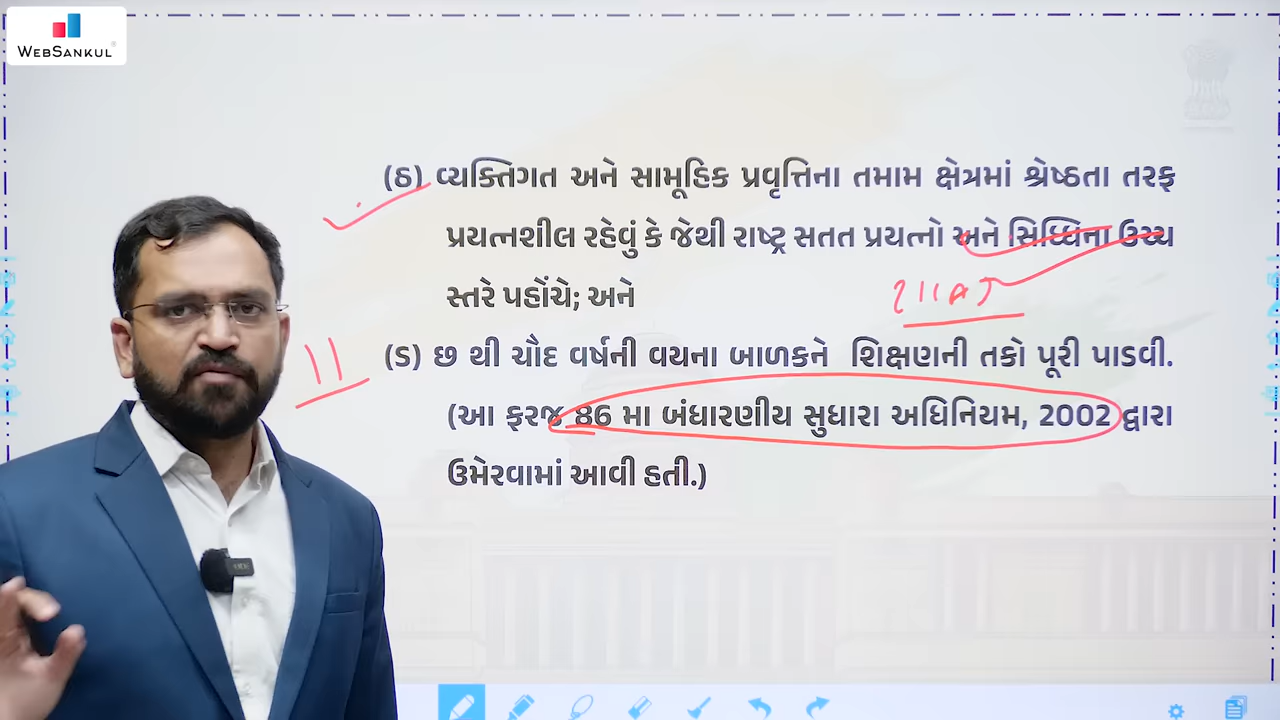 WEBSANKUL
(ઠ) વ્યક્તિગત અને સામૂહિક પ્રવૃત્તિના તમામ ક્ષેત્રમાં શ્રેષ્ઠતા તરફ
પ્રયત્નશીલ રહેવું કે જેથી રાષ્ટ્ર સતત પ્રયત્નો અને સિધ્ધિના ઉચ્ચ
સ્તરે પહોંચે; અને
11 (ડ) છ થી ચૌદ વર્ષની વયના બાળકને શિક્ષણની તકો પૂરી પાડવી.
(આ ફરજ 86 મા બંધારણીય સુધારા અધિનિયમ, 2002 દ્વારા
ઉમેરવામાં આવી હતી.)